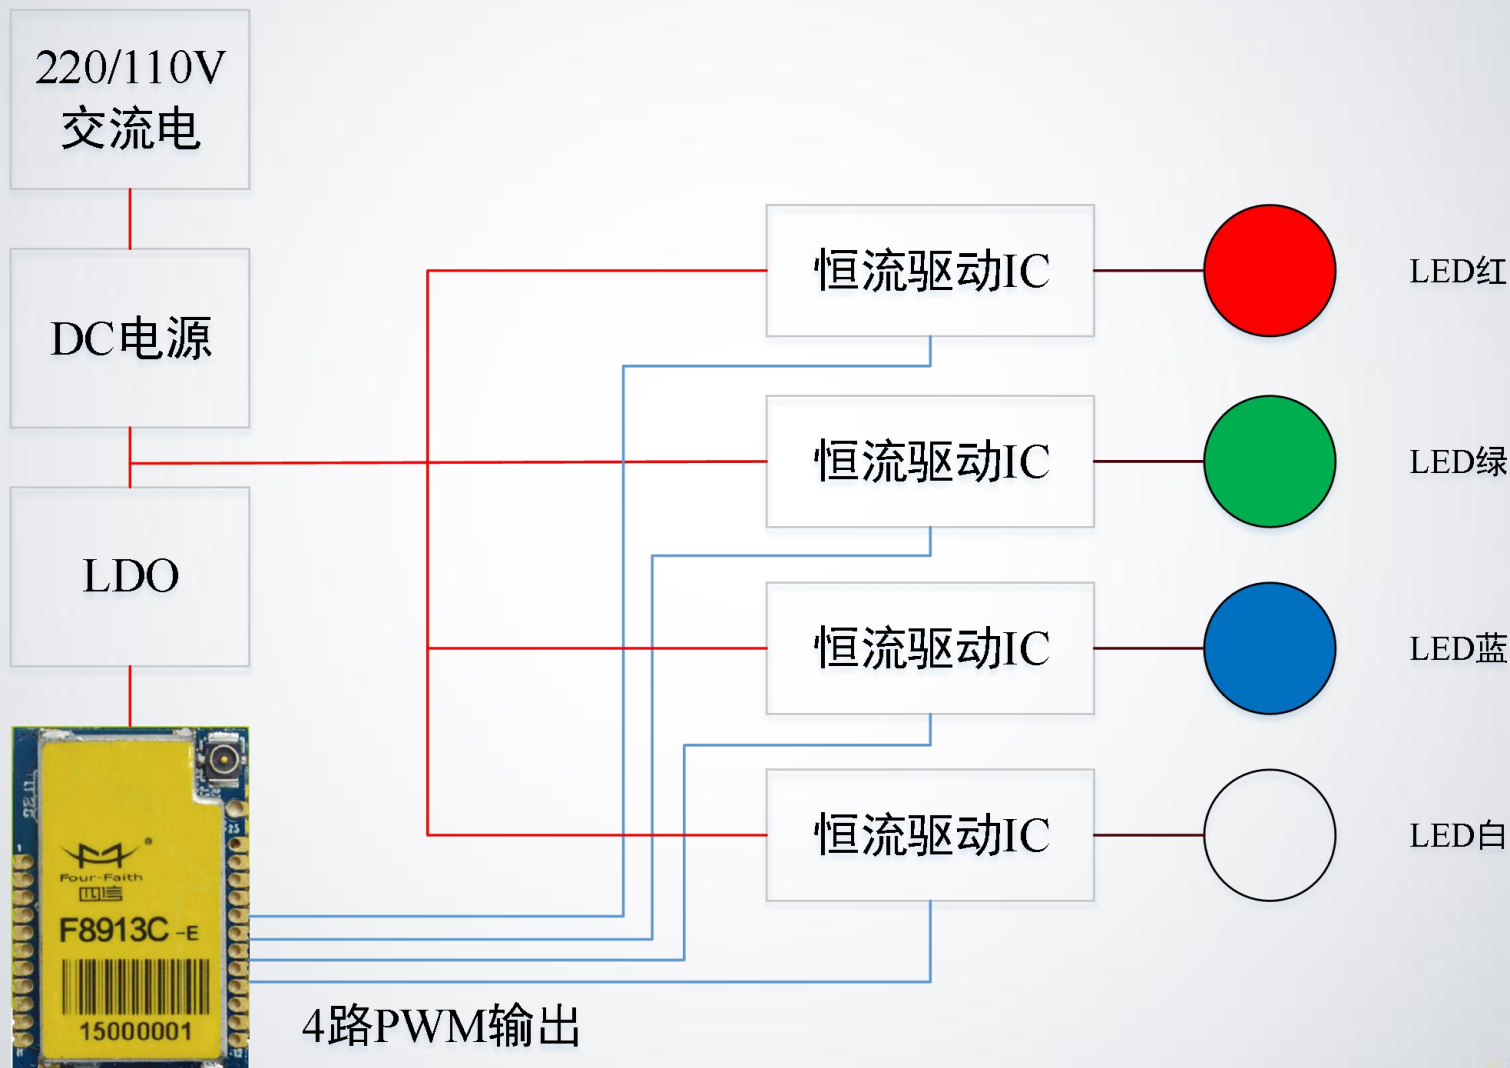 220/110V
交流电
DC电源
LDO
恒流驱动IC
LED红
恒流驱动IC
LED绿
恒流驱动IC
LED蓝
恒流驱动IC
LED白
Four-Faith
四信
F8913C-E
15000001
4路PWM输出